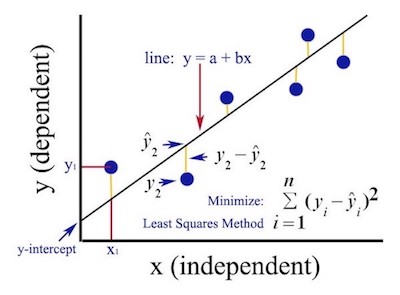 line: y = a + bx
y (dependent)
ŷ₂
y₂ – ŷ₂
y₁
y₂
Minimize:
n
Σ (yᵢ – ŷᵢ)²
i = 1
Least Squares Method
y-intercept
x₁
x (independent)